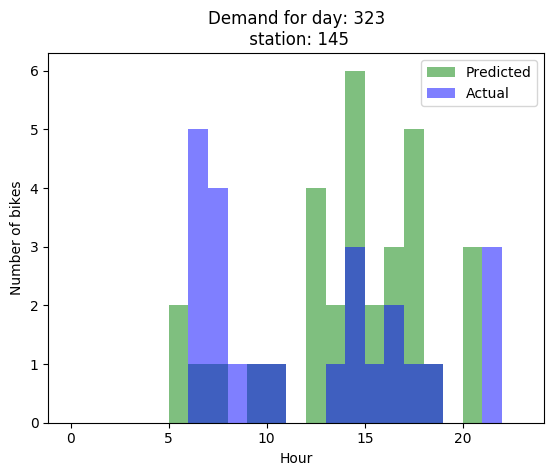 Demand for day: 323
station: 145
Predicted
Actual
Number of bikes
6
5
4
3
2
1
0
0 5 10 15 20
Hour